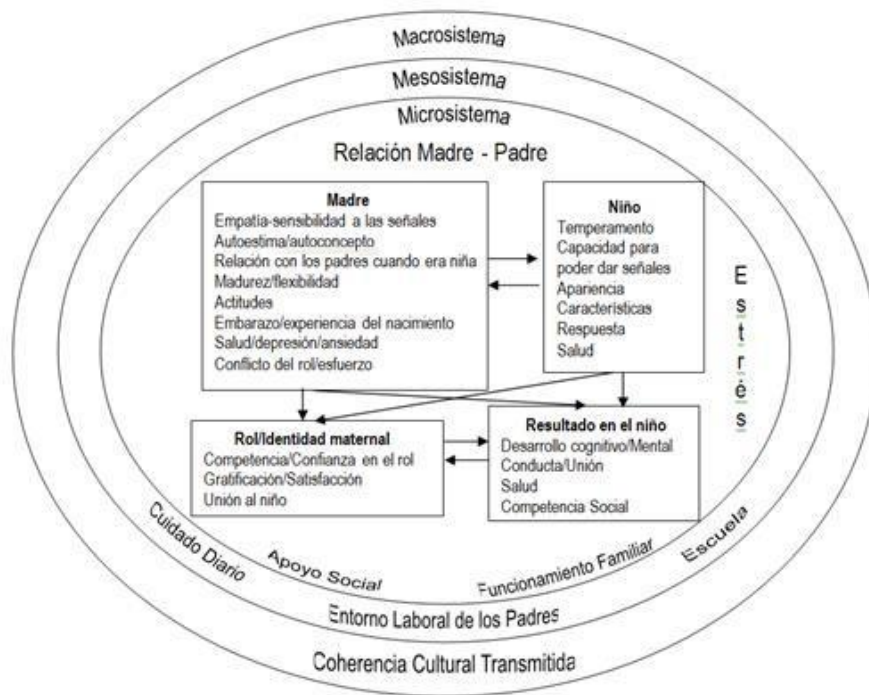 Macrosistema
Mesosistema
Microsistema
Relación Madre - Padre
Madre
Empatía-sensibilidad a las señales
Autoestima/autoconcepto
Relación con los padres cuando era niña
Madurez/flexibilidad
Actitudes
Embarazo/experiencia del nacimiento
Salud/depresión/ansiedad
Conflicto del rol/esfuerzo
Niño
Temperamento
Capacidad para
poder dar señales
Apariencia
Características
Respuesta
Salud
Estrés
Rol/Identidad maternal
Competencia/Confianza en el rol
Gratificación/Satisfacción
Unión al niño
Resultado en el niño
Desarrollo cognitivo/Mental
Conducta/Unión
Salud
Competencia Social
Cuidado Diario
Apoyo Social
Funcionamiento Familiar
Escuela
Entorno Laboral de los Padres
Coherencia Cultural Transmitida